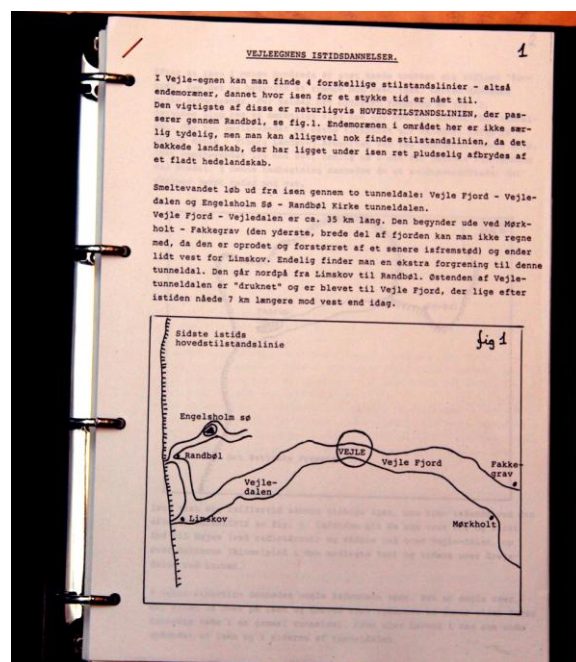 1
VEJLEEGNENS ISTIDSDANNELSER.
I Vejle-egnen kan man finde 4 forskellige stilstandslinier - altså
endemoræner, dannet hvor isen for et stykke tid er nået til.
Den vigtigste af disse er naturligvis HOVEDSTILSTANDSLINIEN, der pas-
serer gennem Randbøl, se fig.1. Endemorænen i området her er ikke sær-
lig tydelig, men man kan alligevel nok finde stilstandslinien, da det
bakkede landskab, der har ligget under isen ret pludselig afbrydes af
et fladt hedelandskab.
Smeltevandet løb ud fra isen gennem to tunneldale: Vejle Fjord - Vejle-
dalen og Engelsholm Sø - Randbøl Kirke tunneldalen.
Vejle Fjord - Vejledalen er ca. 35 km lang. Den begynder ude ved Mørk-
holt - Fakkegrav (den yderste, brede del af fjorden kan man ikke regne
med, da den er oprodet og forstørret af et senere isfremstød) og ender
lidt vest for Limskov. Endelig finder man en ekstra forgrening til denne
tunneldal. Den går nordpå fra Limskov til Randbøl. Østenden af Vejle-
tunneldalen er "druknet" og er blevet til Vejle Fjord, der lige efter
istiden nåede 7 km længere mod vest end idag.
Sidste istids
hovedstilstandslinie
fig 1
Engelsholm sø
Randbøl
VEJLE
Vejle Fjord
Fakke-
grav
Vejle-
dalen
Limskov
Mørkholt